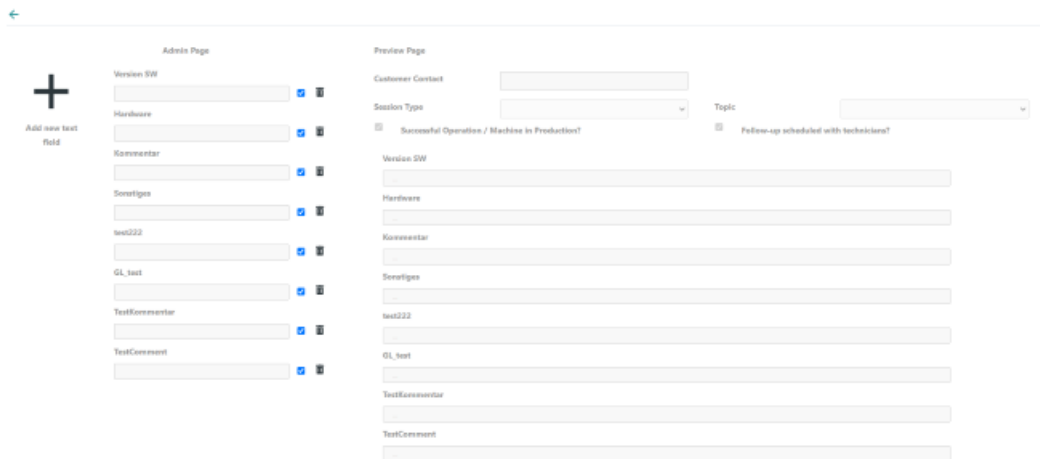 Admin Page
Preview Page
Add new text
field
Version SW
Hardware
Kommentar
Sonstiges
test222
GL_test
TestKommentar
TestComment
Customer Contact
Session Type
Topic
Successful Operation / Machine in Production?
Follow-up scheduled with technicians?
Version SW
Hardware
Kommentar
Sonstiges
test222
GL_test
TestKommentar
TestComment